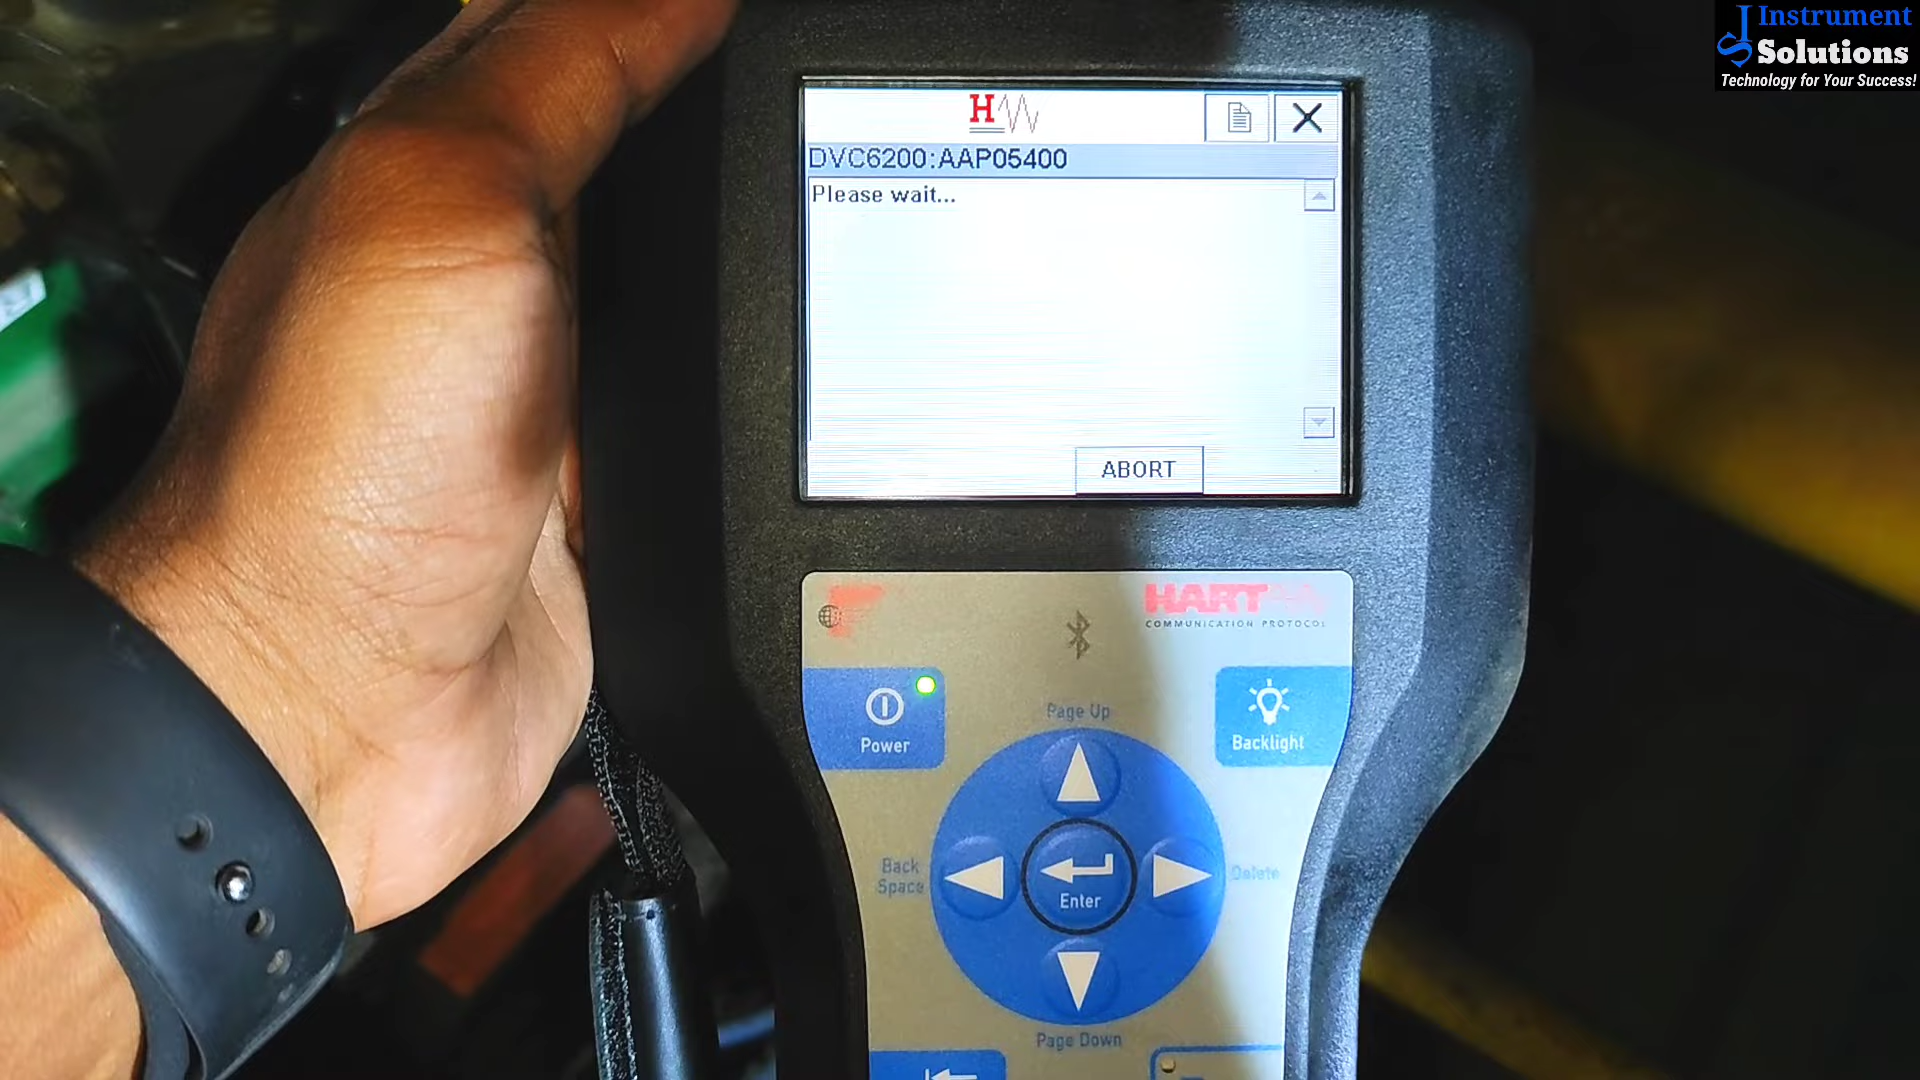 Instrument
Solutions
Technology for Your Success!
H
DVC6200:AAP05400
Please wait...
ABORT
HART
COMMUNICATION PROTOCOL
Power
Page Up
Backlight
Back
Space
Enter
Delete
Page Down